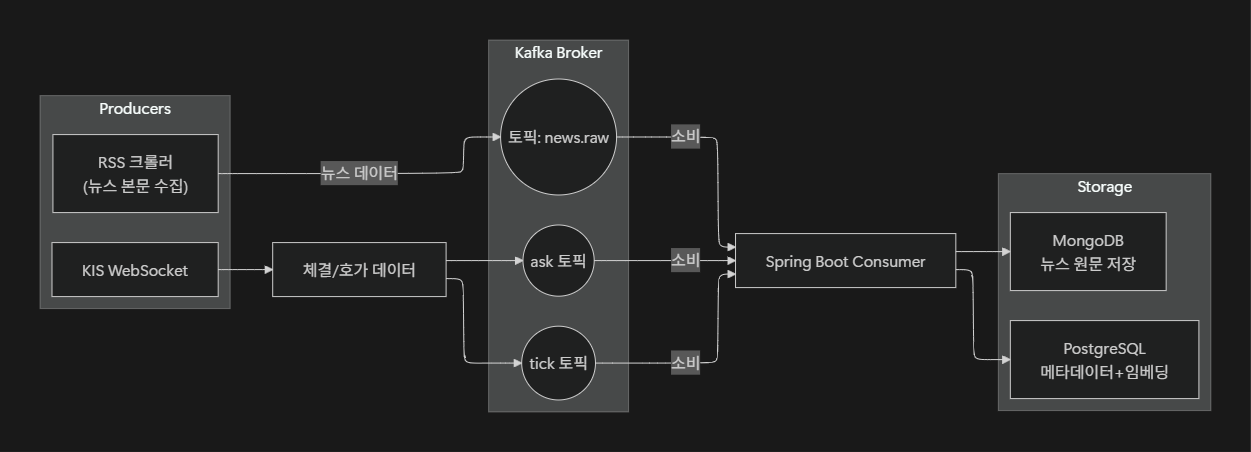 Producers
RSS 크롤러
(뉴스 본문 수집)
KIS WebSocket
뉴스 데이터
체결/호가 데이터
Kafka Broker
토픽: news.raw
ask 토픽
tick 토픽
소비
소비
소비
Spring Boot Consumer
Storage
MongoDB
뉴스 원문 저장
PostgreSQL
메타데이터+임베딩